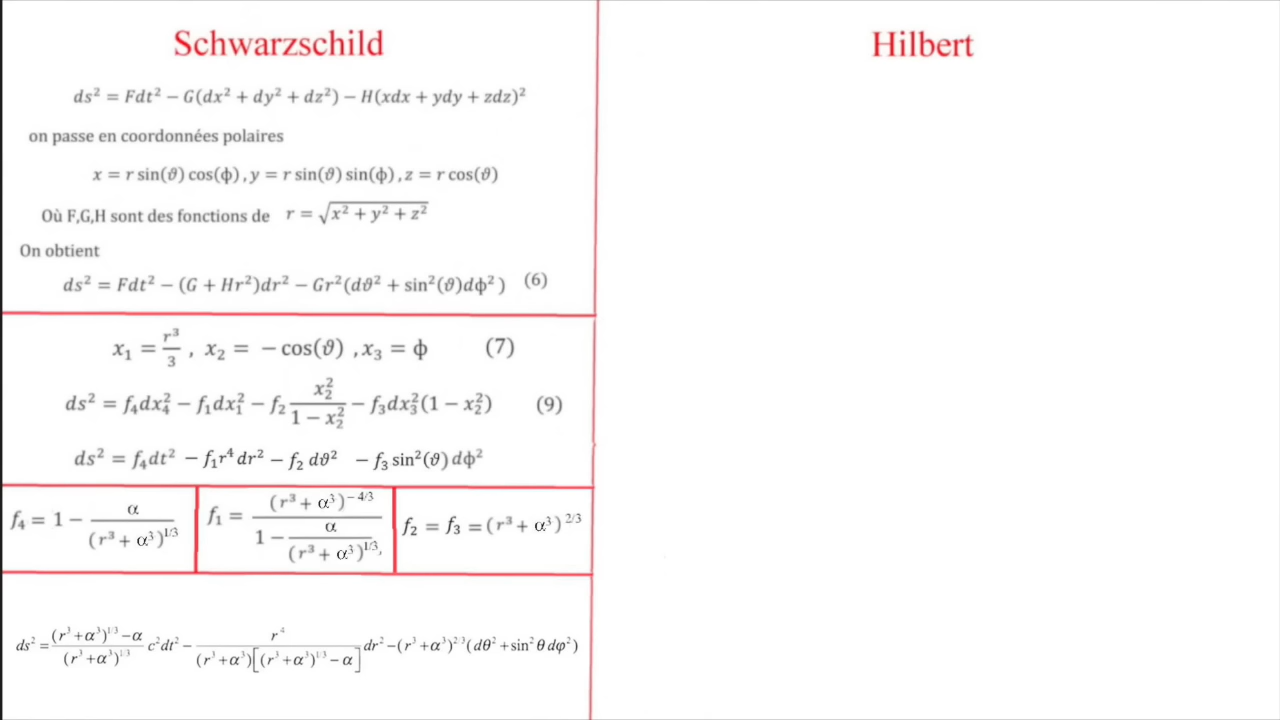 Schwarzschild
ds² = Fdt² − G(dx² + dy² + dz²) − H(xdx + ydy + zdz)²
on passe en coordonnées polaires
x = r sin(ϑ) cos(ϕ) , y = r sin(ϑ) sin(ϕ) , z = r cos(ϑ)
Où F,G,H sont des fonctions de r = √(x² + y² + z²)
On obtient
ds² = Fdt² − (G + Hr²)dr² − Gr²(dϑ² + sin²(ϑ)dϕ² ) (6)
x₁ = r³/3 , x₂ = − cos(ϑ) , x₃ = ϕ (7)
ds² = f₄dx₄² − f₁dx₁² − f₂ x₂²/(1 − x₂²) − f₃dx₃²(1 − x₂²) (9)
ds² = f₄dt² − f₁r⁴ dr² − f₂ dϑ² − f₃ sin²(ϑ) dϕ²
f₄ = 1 − α/(r³ + α³)^1/3
f₁ = (r³ + α³)^−4/3 / (1 − α/(r³ + α³)^1/3,)
f₂ = f₃ = (r³ + α³)^2/3
ds² = ((r³ + α³)^1/3 − α)/(r³ + α³)^1/3 c²dt² − r⁴/((r³ + α³)[(r³ + α³)^1/3 − α]) dr² − (r³ + α³)^2/3 (dθ² + sin² θ dφ²)
Hilbert